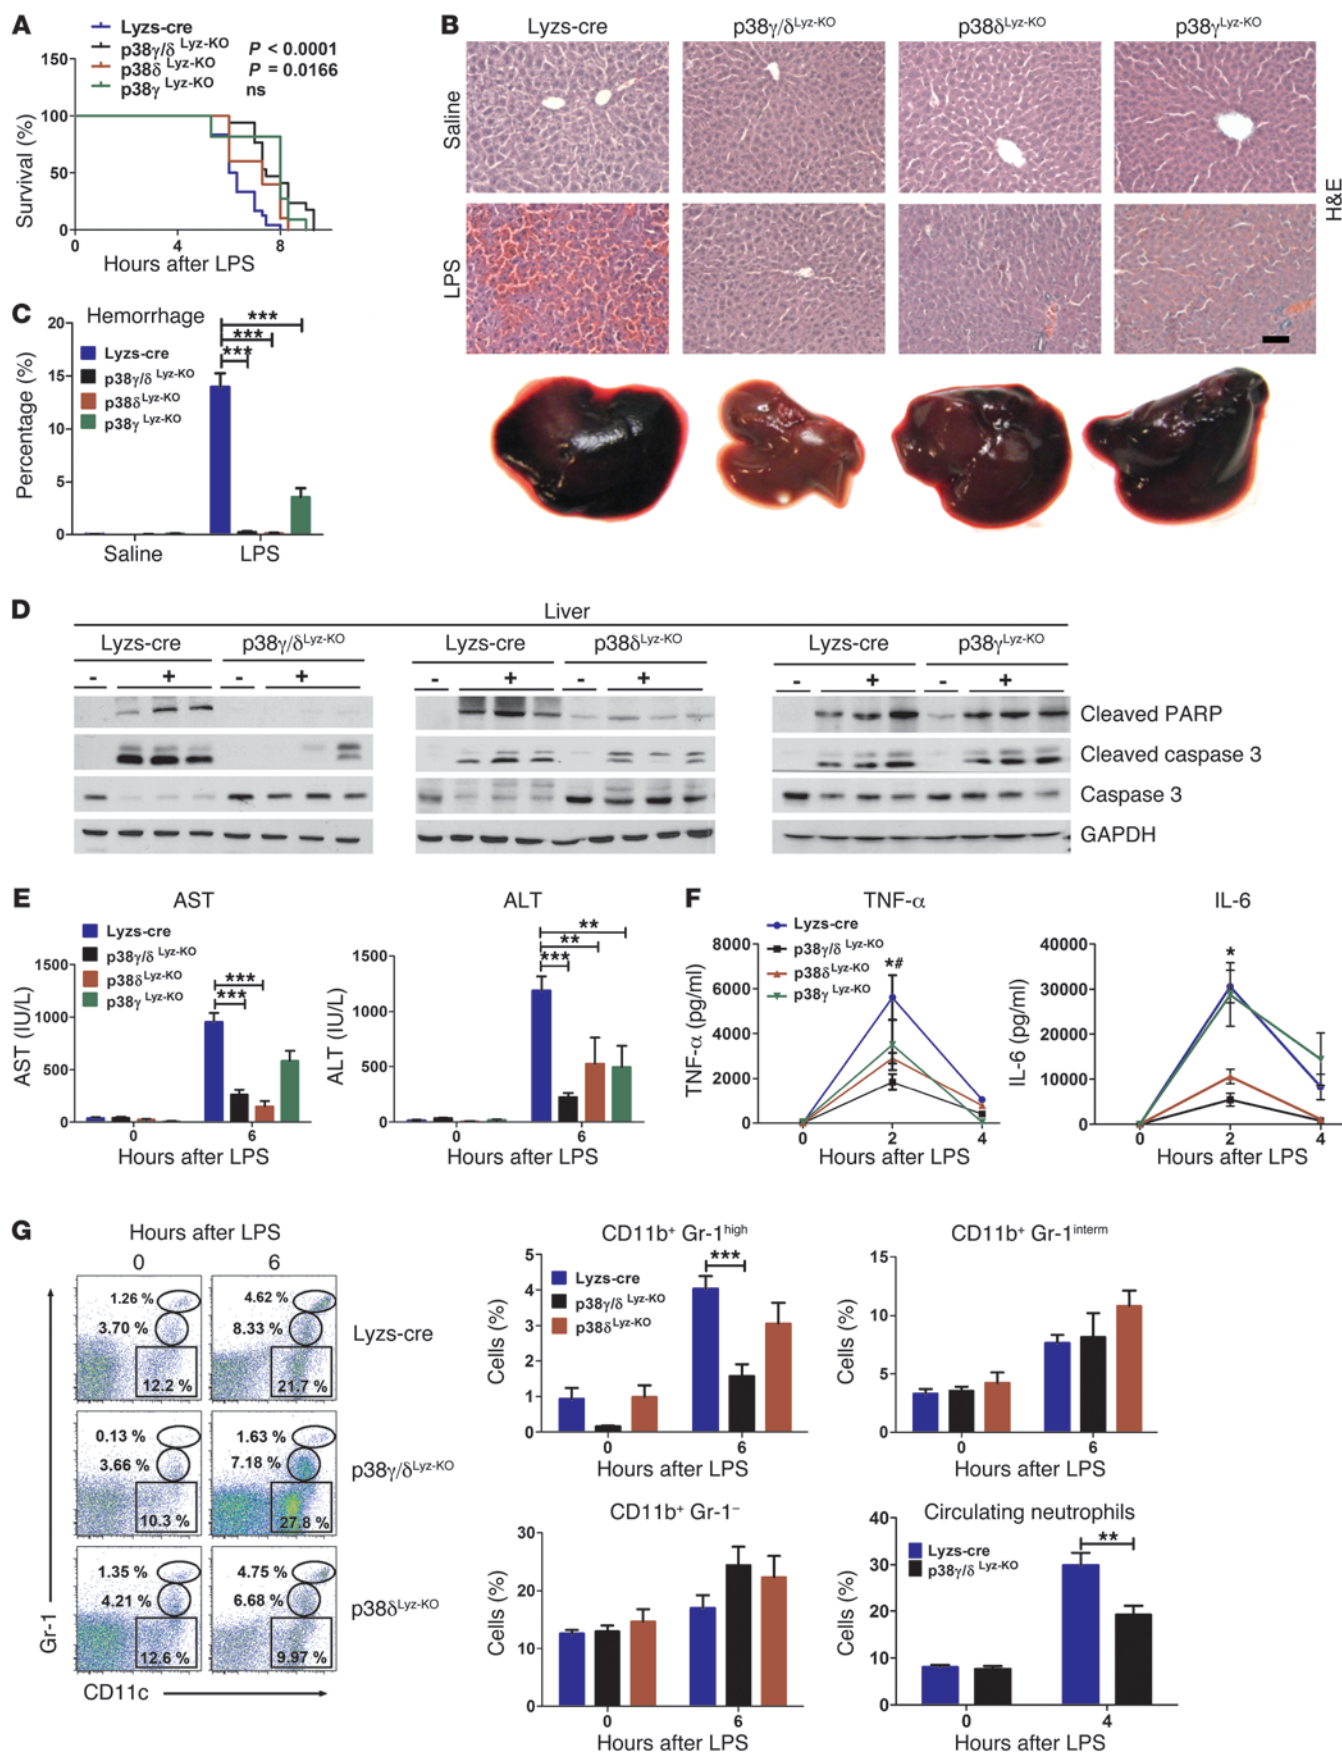 A
Lyzs-cre
p38γ/δ Lyz-KO P < 0.0001
p38δ Lyz-KO P = 0.0166
p38γ Lyz-KO ns
150
100
50
0
Survival (%)
0 4 8
Hours after LPS
B
Lyzs-cre p38γ/δLyz-KO p38δLyz-KO p38γLyz-KO
Saline
LPS
H&E
C
Hemorrhage
Lyzs-cre
p38γ/δ Lyz-KO
p38δ Lyz-KO
p38γ Lyz-KO
***
***
***
20
15
10
5
0
Percentage (%)
Saline LPS
D
Liver
Lyzs-cre p38γ/δLyz-KO Lyzs-cre p38δLyz-KO Lyzs-cre p38γLyz-KO
- + - + - + - + - + - +
Cleaved PARP
Cleaved caspase 3
Caspase 3
GAPDH
E
AST
Lyzs-cre
p38γ/δ Lyz-KO
p38δ Lyz-KO
p38γ Lyz-KO
***
***
1500
1000
500
0
AST (IU/L)
0 6
Hours after LPS
ALT
**
**
***
1500
1000
500
0
ALT (IU/L)
0 6
Hours after LPS
F
TNF-α
Lyzs-cre
p38γ/δ Lyz-KO
p38δ Lyz-KO
p38γ Lyz-KO
*#
8000
6000
4000
2000
0
TNF-α (pg/ml)
0 2 4
Hours after LPS
IL-6
*
40000
30000
20000
10000
0
IL-6 (pg/ml)
0 2 4
Hours after LPS
G
Hours after LPS
0 6
1.26 % 4.62 %
3.70 % 8.33 %
12.2 % 21.7 %
Lyzs-cre
0.13 % 1.63 %
3.66 % 7.18 %
10.3 % 27.8 %
p38γ/δLyz-KO
1.35 % 4.75 %
4.21 % 6.68 %
12.6 % 9.97 %
p38δLyz-KO
Gr-1
CD11c
CD11b+ Gr-1high
Lyzs-cre
p38γ/δ Lyz-KO
p38δLyz-KO
***
5
4
3
2
1
0
Cells (%)
0 6
Hours after LPS
CD11b+ Gr-1interm
15
10
5
0
Cells (%)
0 6
Hours after LPS
CD11b+ Gr-1−
30
20
10
0
Cells (%)
0 6
Hours after LPS
Circulating neutrophils
Lyzs-cre
p38γ/δ Lyz-KO
**
40
30
20
10
0
Cells (%)
0 4
Hours after LPS